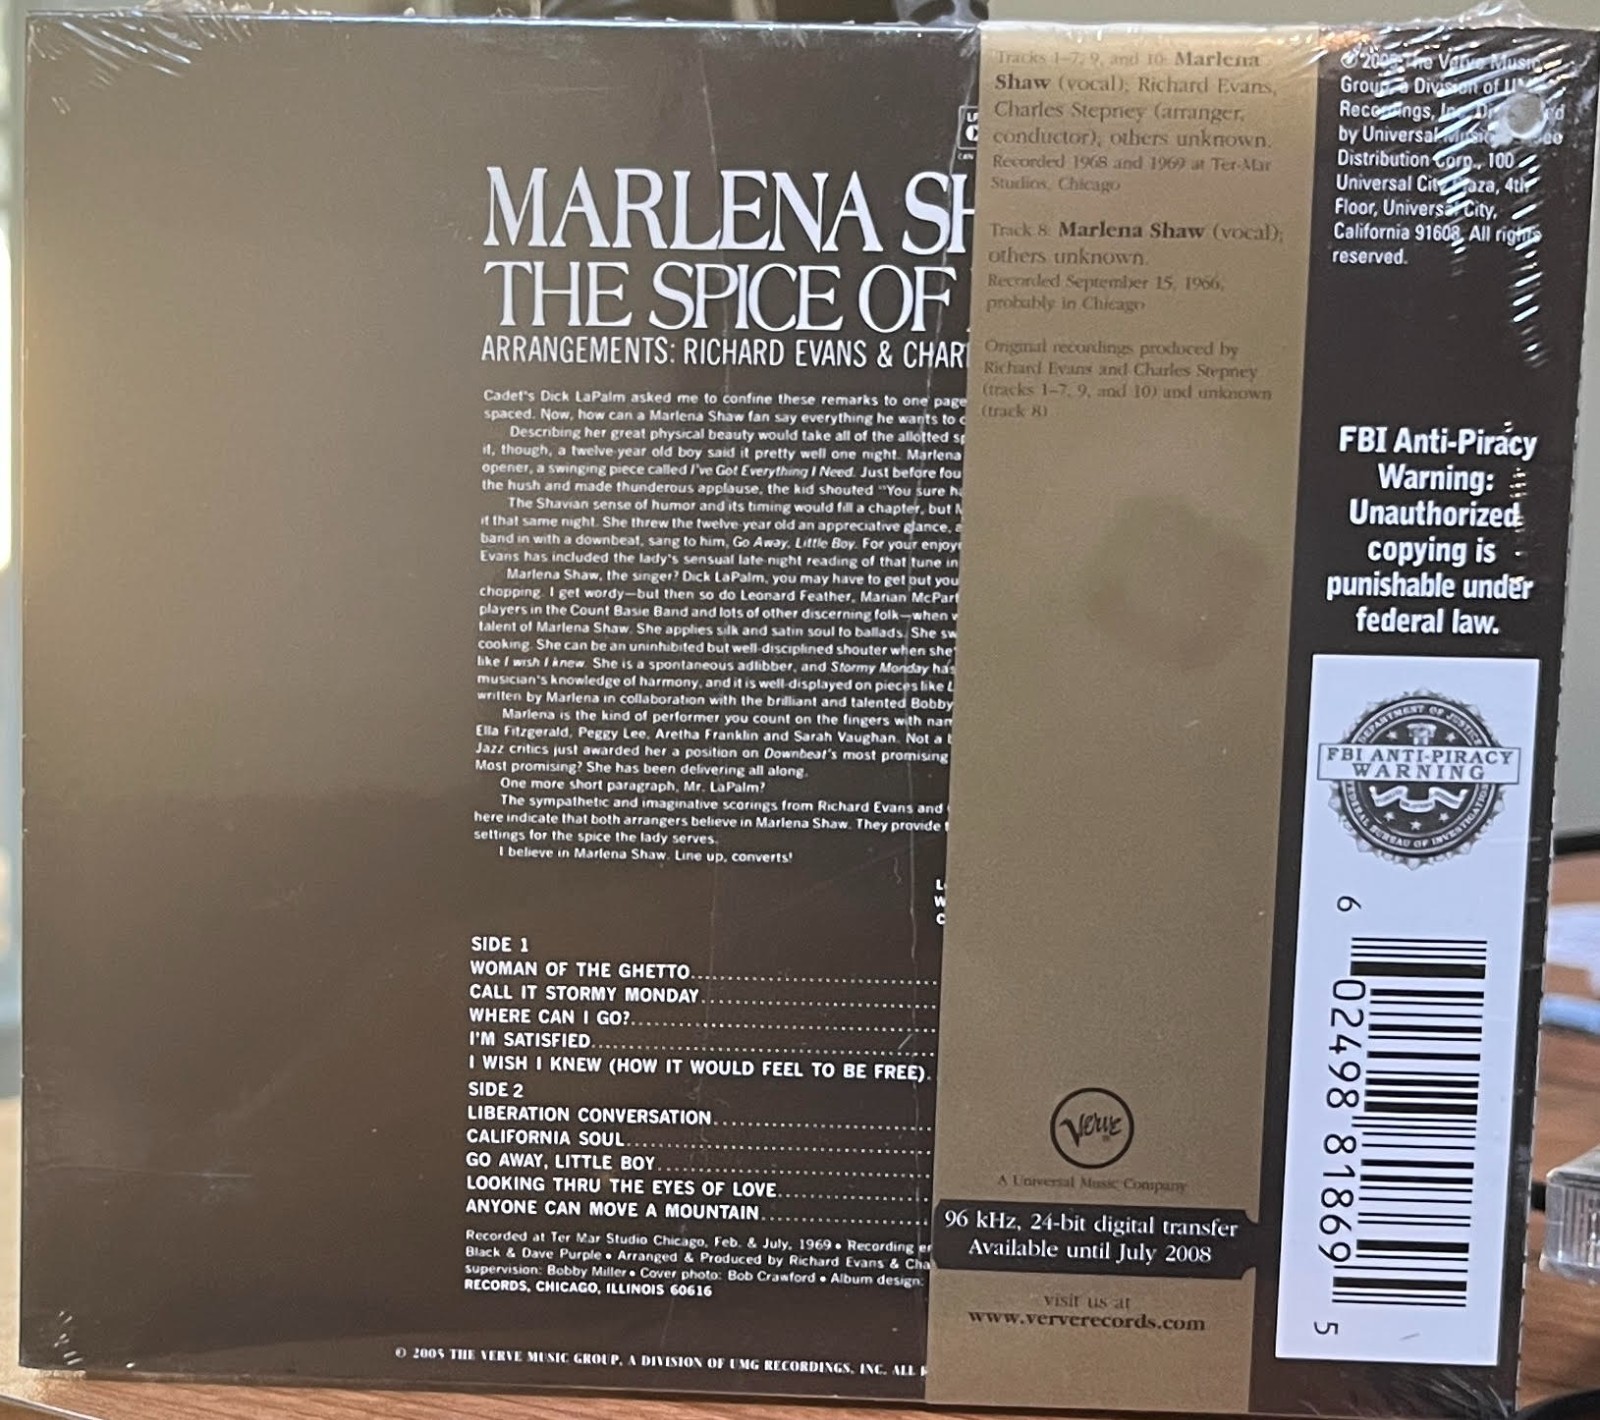 MARLENA SH
THE SPICE OF
ARRANGEMENTS: RICHARD EVANS & CHAR
Cadet's Dick LaPalm asked me to confine these remarks to one page
spaced. Now, how can a Marlena Shaw fan say everything he wants to
Describing her great physical beauty would take all of the allotted
it, though, a twelve-year old boy said it pretty well one night. Marlena
opener, a swinging piece called I've Got Everything I Need. Just before fou
the hush and made thunderous applause, the kid shouted "You sure ha
The Shavian sense of humor and its timing would fill a chapter, but
it that same night. She threw the twelve-year old an appreciative glance,
band in with a downbeat, sang to him, Go Away, Little Boy. For your enjoy
Evans has included the lady's sensual late-night reading of that tune in
Marlena Shaw, the singer? Dick LaPalm, you may have to get out you
chopping. I get wordy—but then so do Leonard Feather, Marian McPart
players in the Count Basie Band and lots of other discerning folk—when
talent of Marlena Shaw. She applies silk and satin soul to ballads. She sw
cooking. She can be an uninhibited but well-disciplined shouter when she
like I wish I knew. She is a spontaneous adlibber, and Stormy Monday has
musician's knowledge of harmony, and it is well-displayed on pieces like L
written by Marlena in collaboration with the brilliant and talented Bobby
Marlena is the kind of performer you count on the fingers with nam
Ella Fitzgerald, Peggy Lee, Aretha Franklin and Sarah Vaughan. Not a
Jazz critics just awarded her a position on Downbeat's most promising
Most promising? She has been delivering all along.
One more short paragraph, Mr. LaPalm?
The sympathetic and imaginative scorings from Richard Evans and
here indicate that both arrangers believe in Marlena Shaw. They provide
settings for the spice the lady serves.
I believe in Marlena Shaw. Line up, converts!
L
W
C
SIDE 1
WOMAN OF THE GHETTO
CALL IT STORMY MONDAY
WHERE CAN I GO?
I'M SATISFIED
I WISH I KNEW (HOW IT WOULD FEEL TO BE FREE)
SIDE 2
LIBERATION CONVERSATION
CALIFORNIA SOUL
GO AWAY, LITTLE BOY
LOOKING THRU THE EYES OF LOVE
ANYONE CAN MOVE A MOUNTAIN
Recorded at Ter Mar Studio Chicago, Feb. & July, 1969 • Recording en
Black & Dave Purple • Arranged & Produced by Richard Evans & Cha
supervision: Bobby Miller • Cover photo: Bob Crawford • Album design:
RECORDS, CHICAGO, ILLINOIS 60616
© 2005 THE VERVE MUSIC GROUP, A DIVISION OF UMG RECORDINGS, INC. ALL
Tracks 1–7, 9, and 10: Marlena
Shaw (vocal); Richard Evans,
Charles Stepney (arranger,
conductor); others unknown.
Recorded 1968 and 1969 at Ter-Mar
Studios, Chicago
Track 8: Marlena Shaw (vocal);
others unknown.
Recorded September 15, 1966,
probably in Chicago
Original recordings produced by
Richard Evans and Charles Stepney
(tracks 1–7, 9, and 10) and unknown
(track 8)
Verve
A Universal Music Company
96 kHz, 24-bit digital transfer
Available until July 2008
visit us at
www.ververecords.com
2005 The Verve Music
Group, a Division of
Recordings,
by Universal
Distribution Corp., 100
Universal City Plaza, 4th
Floor, Universal City,
California 91608. All rights
reserved.
FBI Anti-Piracy
Warning:
Unauthorized
copying is
punishable under
federal law.
DEPARTMENT OF JUSTICE
FBI ANTI-PIRACY
WARNING
FEDERAL BUREAU OF INVESTIGATION
6 02498 81869 5